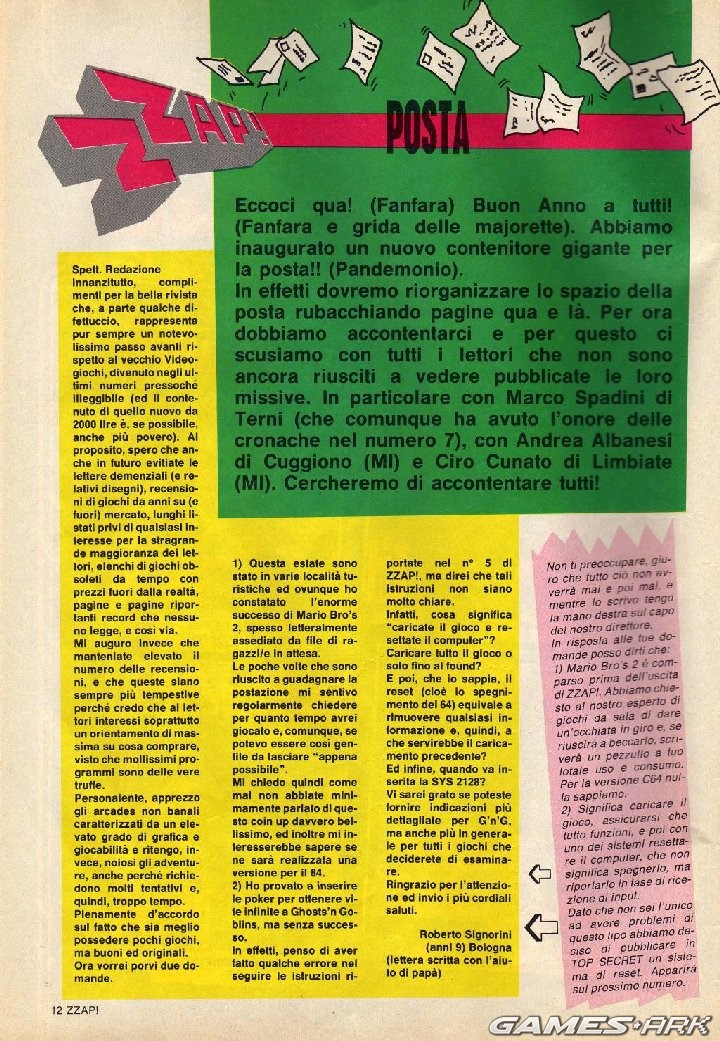 ZZAP!
POSTA
Eccoci qua! (Fanfara) Buon Anno a tutti!
(Fanfara e grida delle majorette). Abbiamo
inaugurato un nuovo contenitore gigante per
la posta!! (Pandemonio).
In effetti dovremo riorganizzare lo spazio della
posta rubacchiando pagine qua e là. Per ora
dobbiamo accontentarci e per questo ci
scusiamo con tutti i lettori che non sono
ancora riusciti a vedere pubblicate le loro
missive. In particolare con Marco Spadini di
Terni (che comunque ha avuto l'onore delle
cronache nel numero 7), con Andrea Albanesi
di Cuggiono (MI) e Ciro Cunato di Limbiate
(MI). Cercheremo di accontentare tutti!
Spett. Redazione
Innanzitutto, compli-
menti per la bella rivista
che, a parte qualche di-
fettuccio, rappresenta
pur sempre un notevo-
lissimo passo avanti ri-
spetto al vecchio Video-
giochi, divenuto negli ul-
timi numeri pressoché
illeggibile (ed il conte-
nuto di quello nuovo da
2000 lire è, se possibile,
anche più povero). Al
proposito, spero che an-
che in futuro evitiate le
lettere demenziali (e re-
lativi disegni), recensio-
ni di giochi da anni su (e
fuori) mercato, lunghi li-
stati privi di qualsiasi in-
teresse per la stragran-
de maggioranza dei let-
tori, elenchi di giochi ob-
soleti da tempo con
prezzi fuori dalla realtà,
pagine e pagine ripor-
tanti record che nessu-
no legge, e così via.
Mi auguro invece che
manteniate elevato il
numero delle recensio-
ni, e che queste siano
sempre più tempestive
perché credo che ai let-
tori interessi soprattutto
un orientamento di mas-
sima su cosa comprare,
visto che moltissimi pro-
grammi sono delle vere
truffe.
Personalente, apprezzo
gli arcades non banali
caratterizzati da un ele-
vato grado di grafica e
giocabilità e ritengo, in-
vece, noiosi gli adventu-
re, anche perché richie-
dono molti tentativi e,
quindi, troppo tempo.
Pienamente d'accordo
sul fatto che sia meglio
possedere pochi giochi,
ma buoni ed originali.
Ora vorrei porvi due do-
mande.
1) Questa estate sono
stato in varie località tu-
ristiche ed ovunque ho
constatato l'enorme
successo di Mario Bro's
2, spesso letteralmente
assediato da file di ra-
gazzi/e in attesa.
Le poche volte che sono
riuscito a guadagnare la
postazione mi sentivo
regolarmente chiedere
per quanto tempo avrei
giocato e, comunque, se
potevo essere così gen-
tile da lasciare "appena
possibile".
Mi chiedo quindi come
mai non abbiate mini-
mamente parlato di que-
sto coin up davvero bel-
lissimo, ed inoltre mi in-
teresserebbe sapere se
ne sarà realizzata una
versione per il 64.
2) Ho provato a inserire
le poker per ottenere vi-
te infinite a Ghosts'n Go-
blins, ma senza succes-
so.
In effetti, penso di aver
fatto qualche errore nel
seguire le istruzioni ri-
portate nel n° 5 di
ZZAP!, ma direi che tali
istruzioni non siano
molto chiare.
Infatti, cosa significa
"caricate il gioco e re-
settate il computer"?
Caricare tutto il gioco o
solo fino al found?
E poi, che io sappia, il
reset (cioè lo spegni-
mento del 64) equivale a
rimuovere qualsiasi in-
formazione e, quindi, a
che servirebbe il carica-
mento precedente?
Ed infine, quando va in-
serita la SYS 2128?
Vi sarei grato se poteste
fornire indicazioni più
dettagliate per G'n'G,
ma anche più in genera-
le per tutti i giochi che
deciderete di esamina-
re.
Ringrazio per l'attenzio-
ne ed invio i più cordiali
saluti.
Roberto Signorini
(anni 9) Bologna
(lettera scritta con l'aiu-
to di papà)
Non ti preoccupare, giu-
ro che tutto ciò non av-
verrà mai e poi mai, e
mentre lo scrivo tengo
la mano destra sul capo
del nostro direttore.
In risposta alle tue do-
mande posso dirti che:
1) Mario Bro's 2 è com-
parso prima dell'uscita
di ZZAP!. Abbiamo chie-
sto al nostro esperto di
giochi da sala di dare
un'occhiata in giro e, se
riuscirà a beccarlo, scri-
verà un pezzullo a tuo
totale uso e consumo.
Per la versione C64 nul-
la sappiamo.
2) Significa caricare il
gioco, assicurarsi che
tutto funzioni, e poi con
uno dei sistemi resetta-
re il computer, che non
significa spegnerlo, ma
riportarlo in fase di rice-
zione di input.
Dato che non sei l'unico
ad avere problemi di
questo tipo abbiamo de-
ciso di pubblicare in
TOP SECRET un siste-
ma di reset. Apparirà
sul prossimo numero.
12 ZZAP!
GAMES ARK